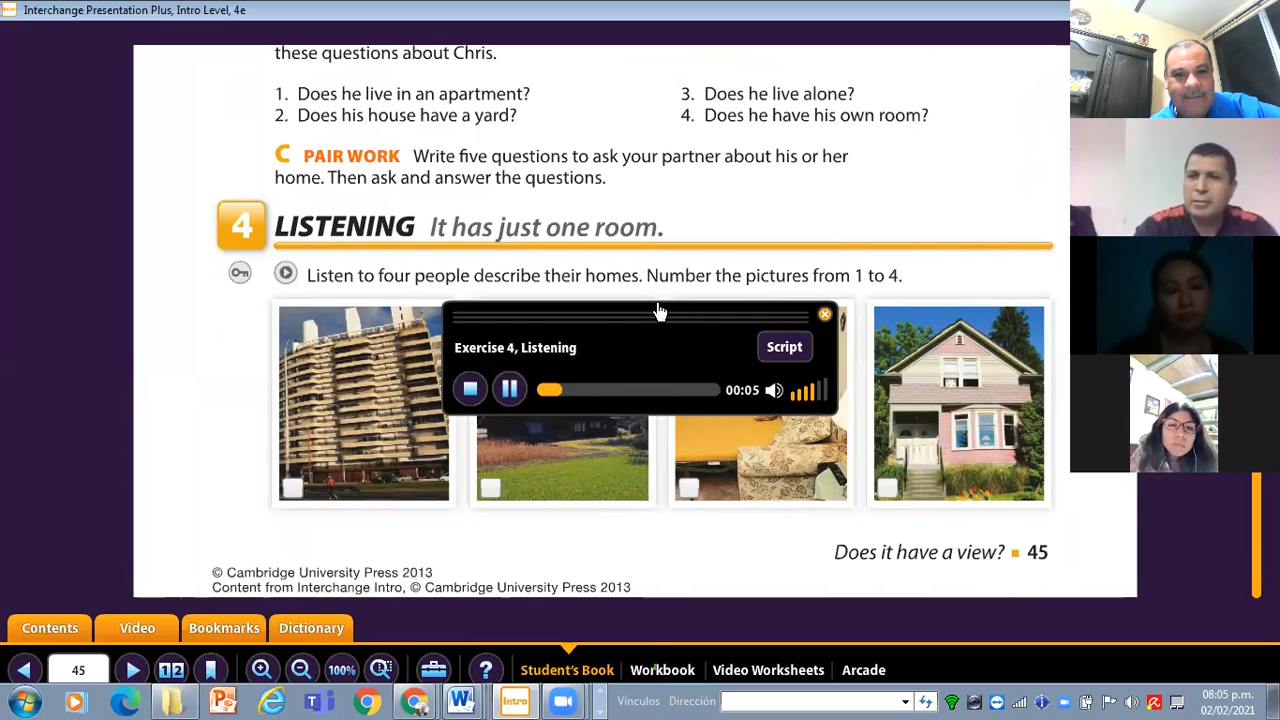 Interchange Presentation Plus, Intro Level, 4e
these questions about Chris.
1. Does he live in an apartment?
2. Does his house have a yard?
3. Does he live alone?
4. Does he have his own room?
C PAIR WORK Write five questions to ask your partner about his or her
home. Then ask and answer the questions.
4 LISTENING It has just one room.
Listen to four people describe their homes. Number the pictures from 1 to 4.
Exercise 4, Listening
Script
00:05
Does it have a view? ■ 45
© Cambridge University Press 2013
Content from Interchange Intro, © Cambridge University Press 2013
Contents Video Bookmarks Dictionary
45 12 100% ? Student's Book Workbook Video Worksheets Arcade
Intro Vínculos Dirección
08:05 p.m.
02/02/2021